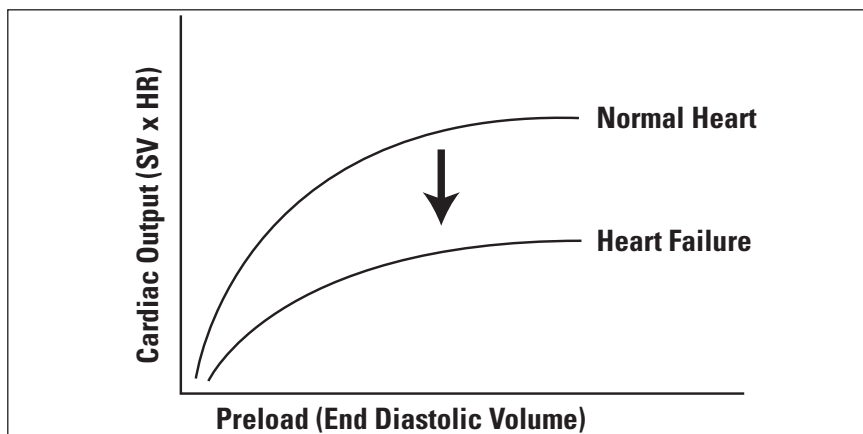 Cardiac Output (SV x HR)
Normal Heart
Heart Failure
Preload (End Diastolic Volume)